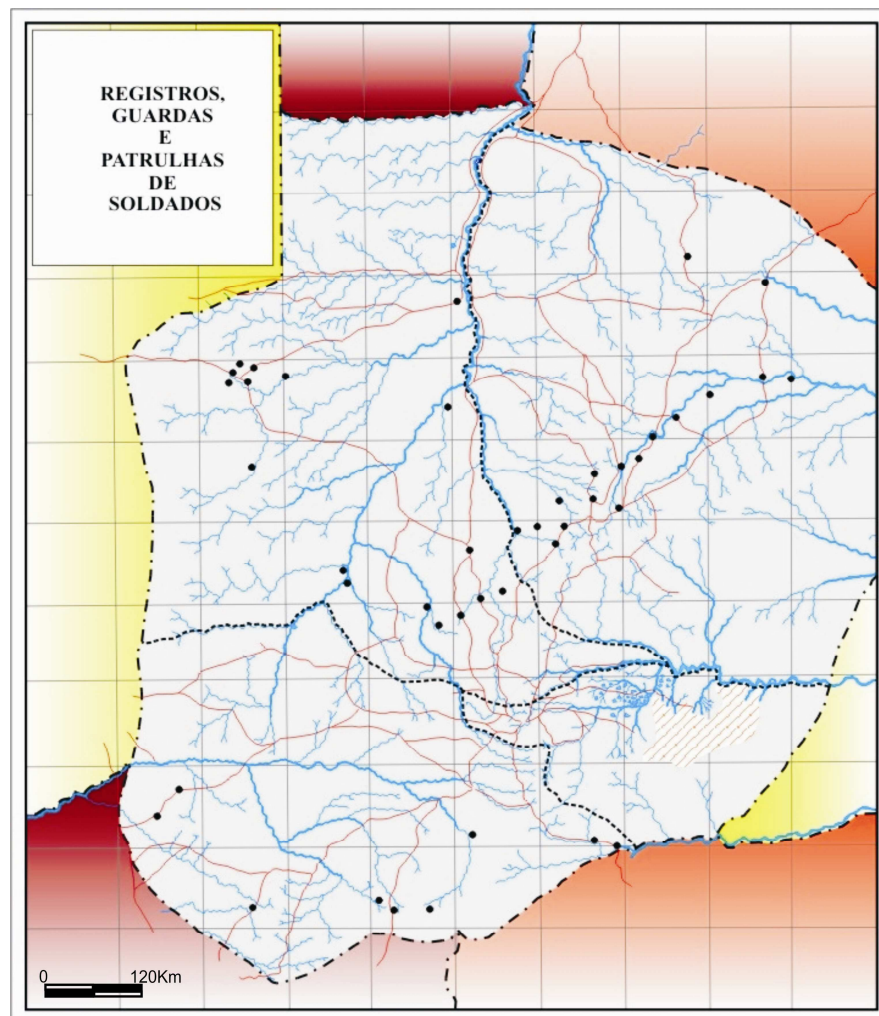 REGISTROS,
GUARDAS
E
PATRULHAS
DE
SOLDADOS
0 120Km